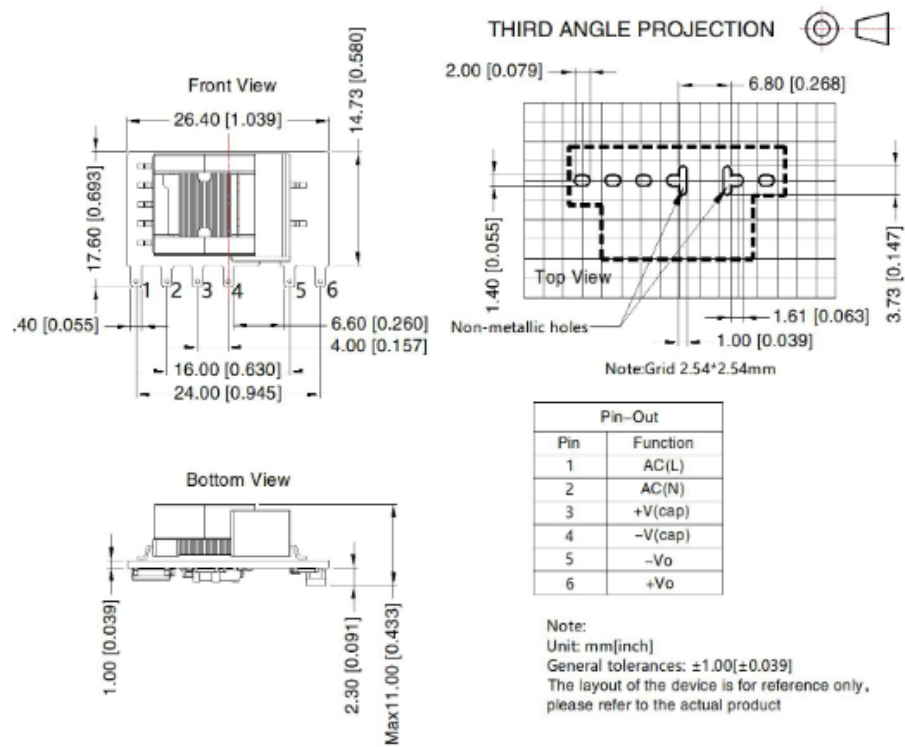 THIRD ANGLE PROJECTION
Front View
26.40 [1.039]
14.73 [0.580]
17.60 [0.693]
1 2 3 4 5 6
.40 [0.055]
6.60 [0.260]
4.00 [0.157]
16.00 [0.630]
24.00 [0.945]
2.00 [0.079]
6.80 [0.268]
1.40 [0.055]
3.73 [0.147]
Top View
Non-metallic holes
1.61 [0.063]
1.00 [0.039]
Note:Grid 2.54*2.54mm
Bottom View
1.00 [0.039]
2.30 [0.091]
Max11.00 [0.433]
Pin-Out
Pin Function
1 AC(L)
2 AC(N)
3 +V(cap)
4 -V(cap)
5 -Vo
6 +Vo
Note:
Unit: mm[inch]
General tolerances: ±1.00[±0.039]
The layout of the device is for reference only,
please refer to the actual product